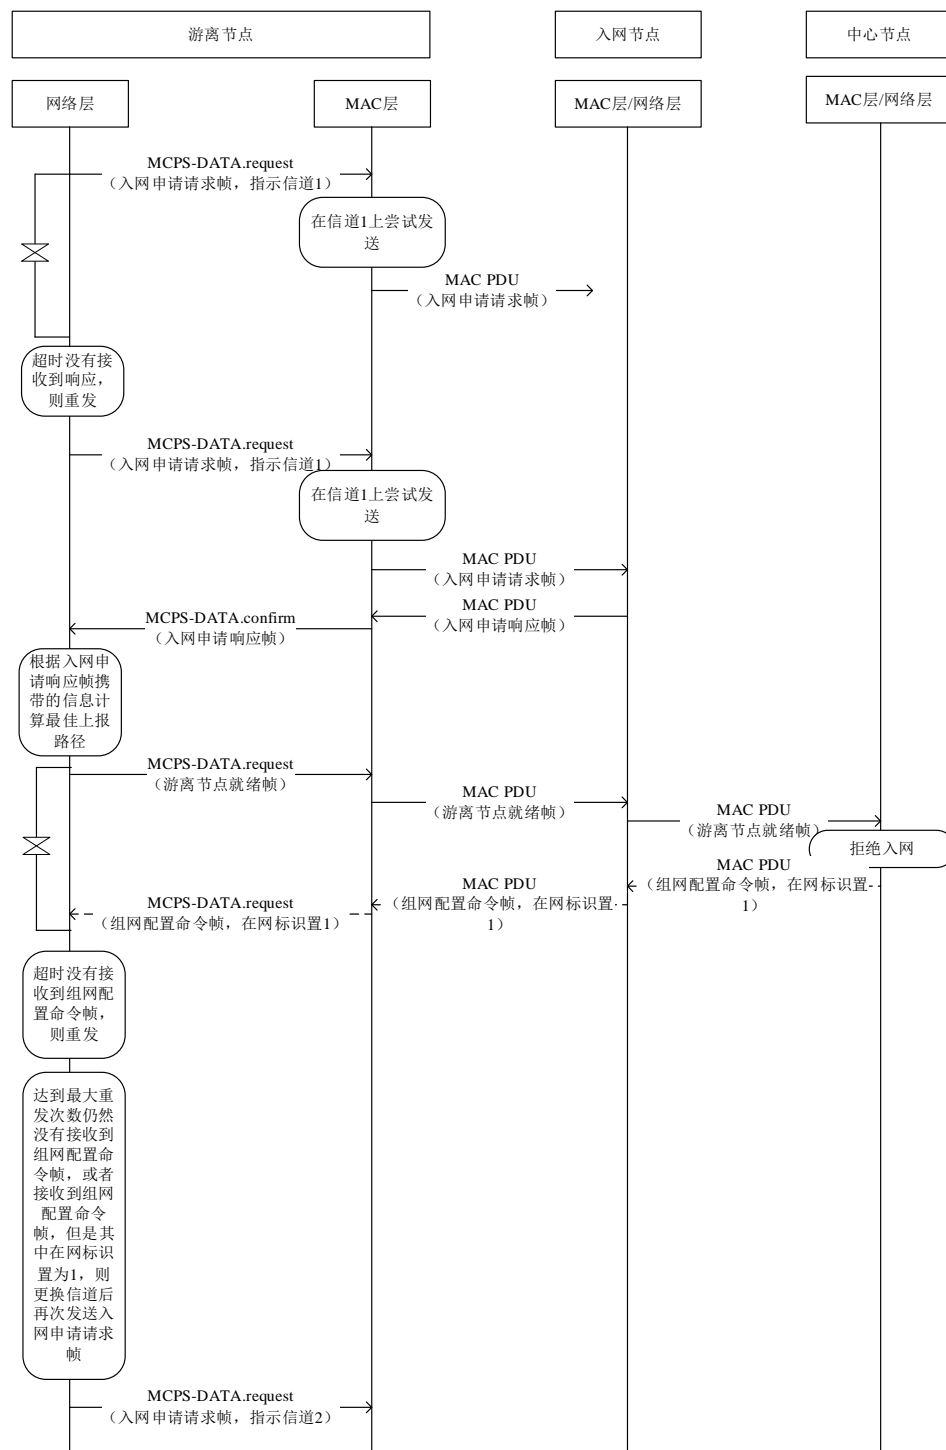 游离节点
入网节点
中心节点
网络层
MAC层
MAC层/网络层
MAC层/网络层
MCPS-DATA.request
（入网申请请求帧，指示信道1）
在信道1上尝试发
送
MAC PDU
（入网申请请求帧）
超时没有接
收到响应，
则重发
MCPS-DATA.request
（入网申请请求帧，指示信道1）
在信道1上尝试发
送
MAC PDU
（入网申请请求帧）
MAC PDU
（入网申请响应帧）
MCPS-DATA.confirm
（入网申请响应帧）
根据入网申
请响应帧携
带的信息计
算最佳上报
路径
MCPS-DATA.request
（游离节点就绪帧）
MAC PDU
（游离节点就绪帧）
MAC PDU
（游离节点就绪帧）
拒绝入网
MAC PDU
（组网配置命令帧，在网标识置
1）
MAC PDU
（组网配置命令帧，在网标识置
1）
MCPS-DATA.request
（组网配置命令帧，在网标识置1）
超时没有接
收到组网配
置命令帧，
则重发
达到最大重
发次数仍然
没有接收到
组网配置命
令帧，或者
接收到组网
配置命令
帧，但是其
中在网标识
置为1，则
更换信道后
再次发送入
网申请请求
帧
MCPS-DATA.request
（入网申请请求帧，指示信道2）